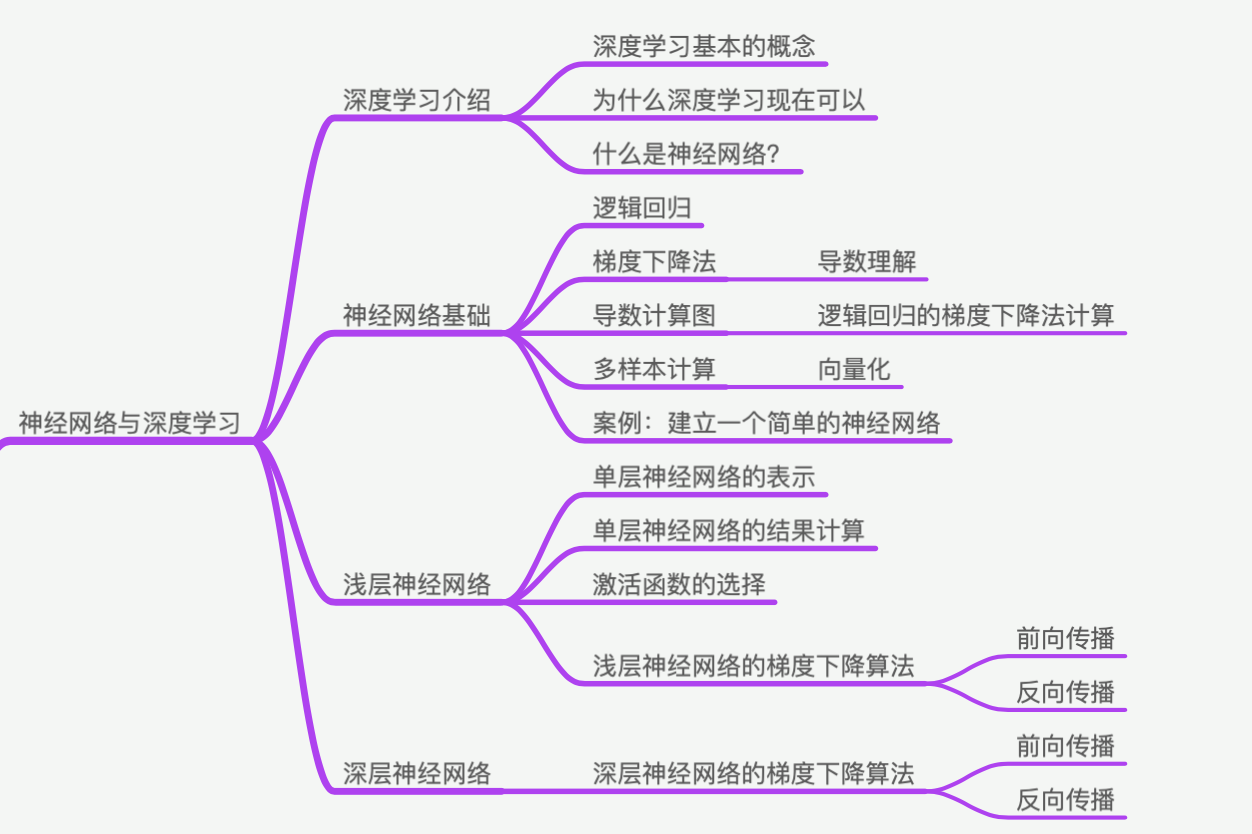 深度学习基本的概念
深度学习介绍
为什么深度学习现在可以
什么是神经网络?
逻辑回归
梯度下降法
导数理解
神经网络基础
导数计算图
逻辑回归的梯度下降法计算
多样本计算
向量化
神经网络与深度学习
案例：建立一个简单的神经网络
单层神经网络的表示
单层神经网络的结果计算
浅层神经网络
激活函数的选择
前向传播
浅层神经网络的梯度下降算法
反向传播
前向传播
深层神经网络
深层神经网络的梯度下降算法
反向传播